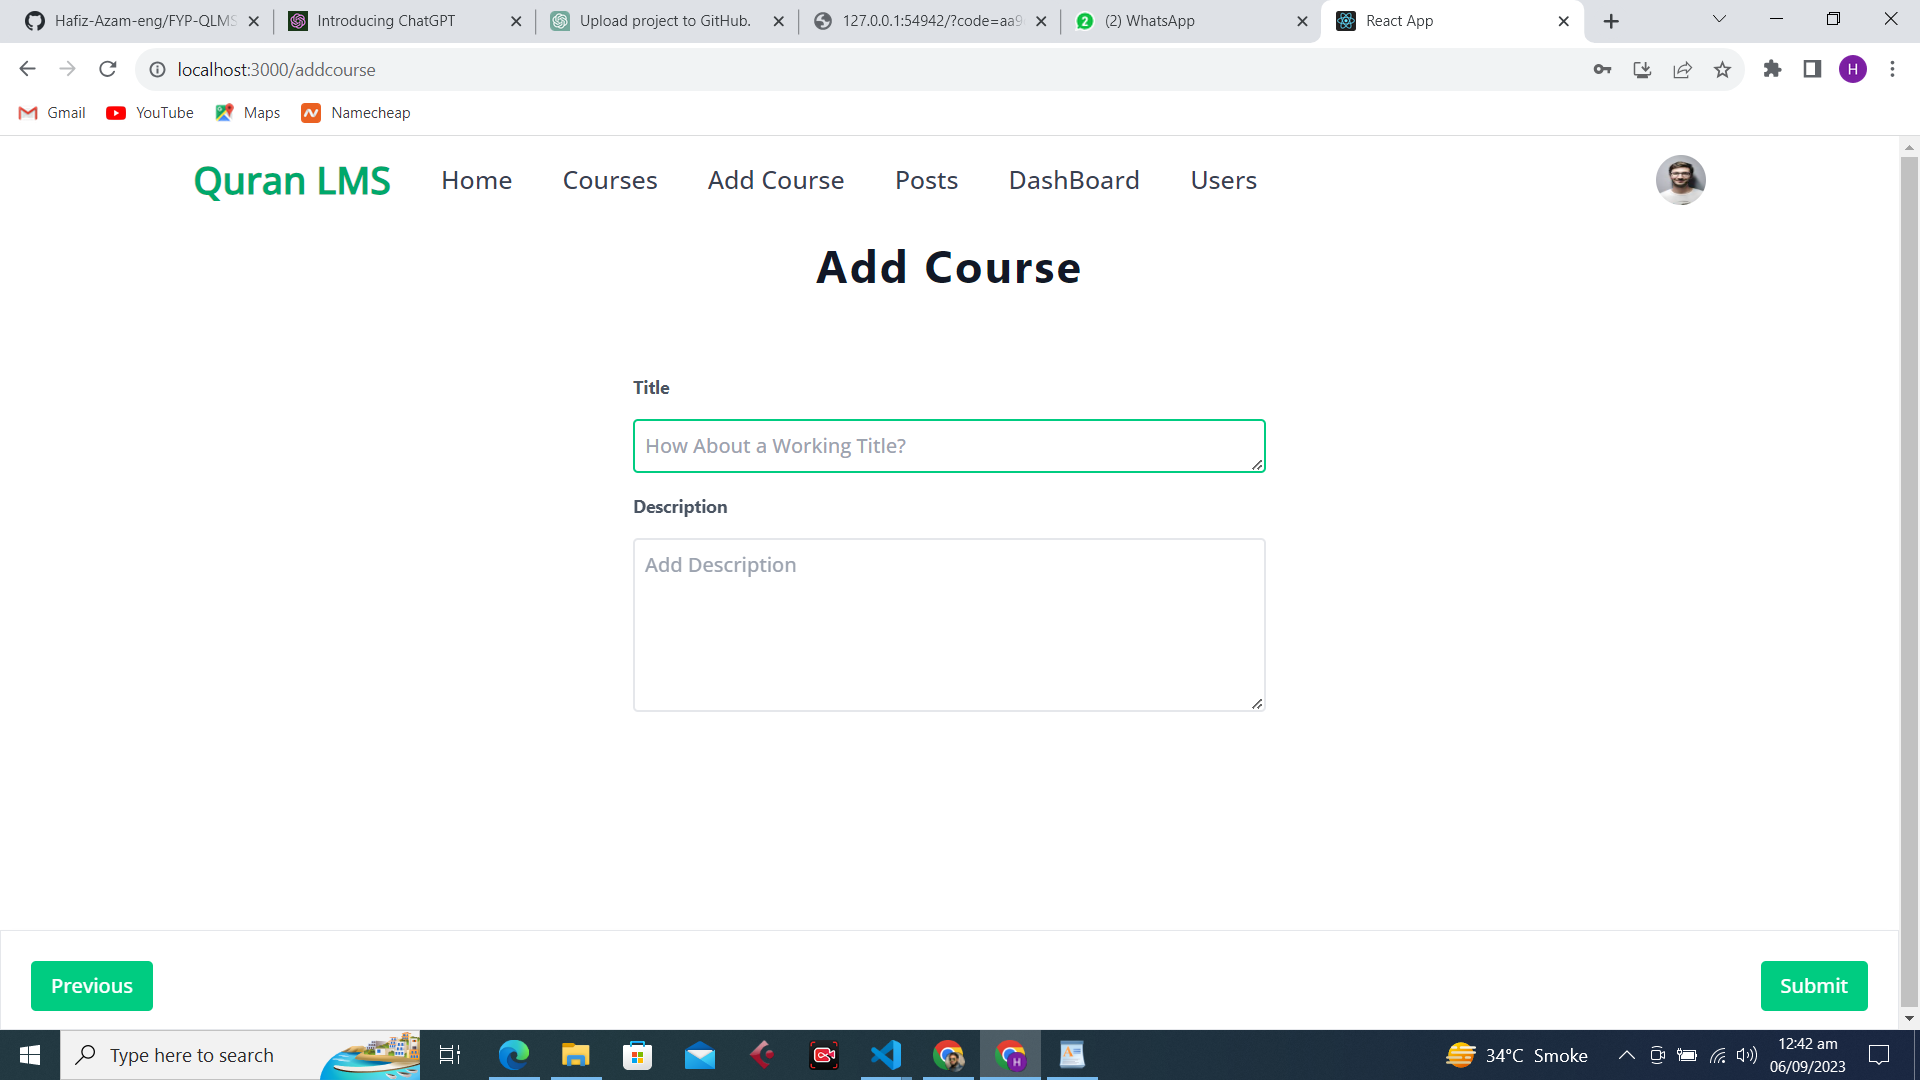 Hafiz-Azam-eng/FYP-QLMS
Introducing ChatGPT
Upload project to GitHub.
127.0.0.1:54942/?code=aa9
2
(2) WhatsApp
React App
localhost:3000/addcourse
H
Gmail
YouTube
Maps
Namecheap
Quran LMS
Home
Courses
Add Course
Posts
DashBoard
Users
Add Course
Title
How About a Working Title?
Description
Add Description
Previous
Submit
Type here to search
H
34°C Smoke
12:42 am
06/09/2023